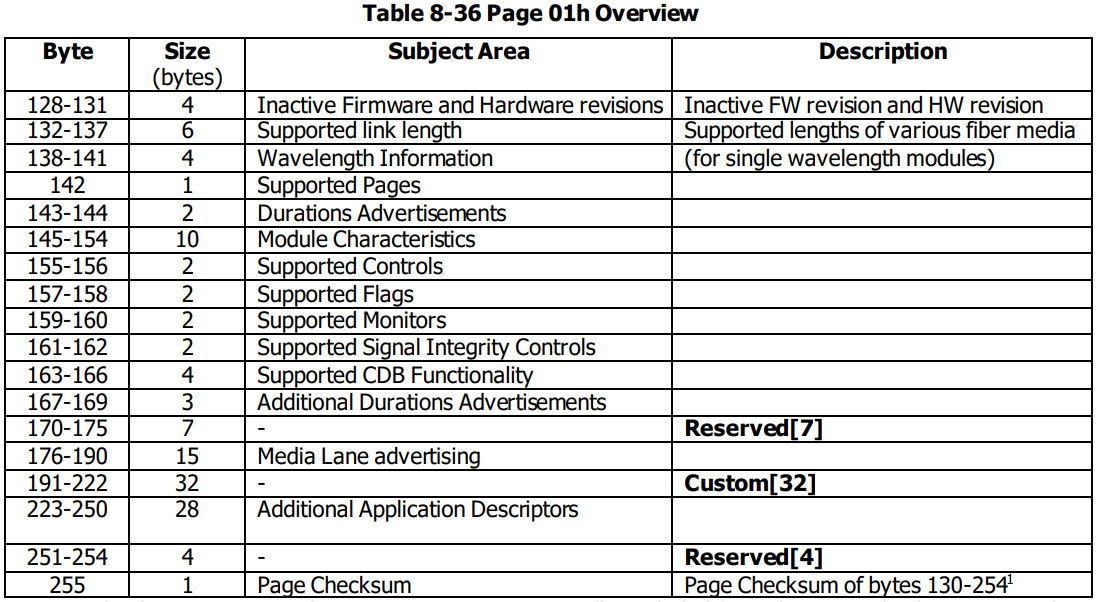 Table 8-36 Page 01h Overview
Byte Size (bytes) Subject Area Description
128-131 4 Inactive Firmware and Hardware revisions Inactive FW revision and HW revision
132-137 6 Supported link length Supported lengths of various fiber media
138-141 4 Wavelength Information (for single wavelength modules)
142 1 Supported Pages
143-144 2 Durations Advertisements
145-154 10 Module Characteristics
155-156 2 Supported Controls
157-158 2 Supported Flags
159-160 2 Supported Monitors
161-162 2 Supported Signal Integrity Controls
163-166 4 Supported CDB Functionality
167-169 3 Additional Durations Advertisements
170-175 7 - Reserved[7]
176-190 15 Media Lane advertising
191-222 32 - Custom[32]
223-250 28 Additional Application Descriptors
251-254 4 - Reserved[4]
255 1 Page Checksum Page Checksum of bytes 130-254¹